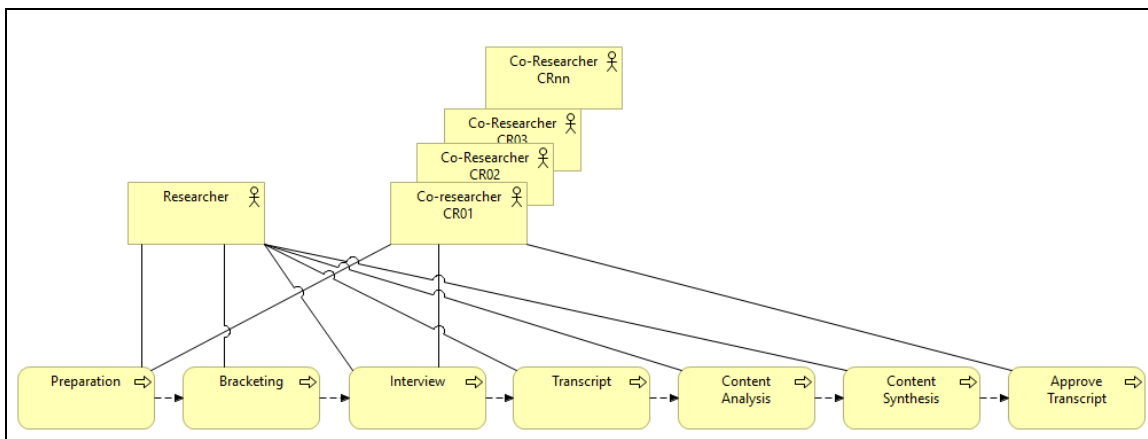 Co-Researcher
CRnn
Co-Researcher
CR03
Co-Researcher
CR02
Researcher
Co-researcher
CR01
Preparation
Bracketing
Interview
Transcript
Content
Analysis
Content
Synthesis
Approve
Transcript